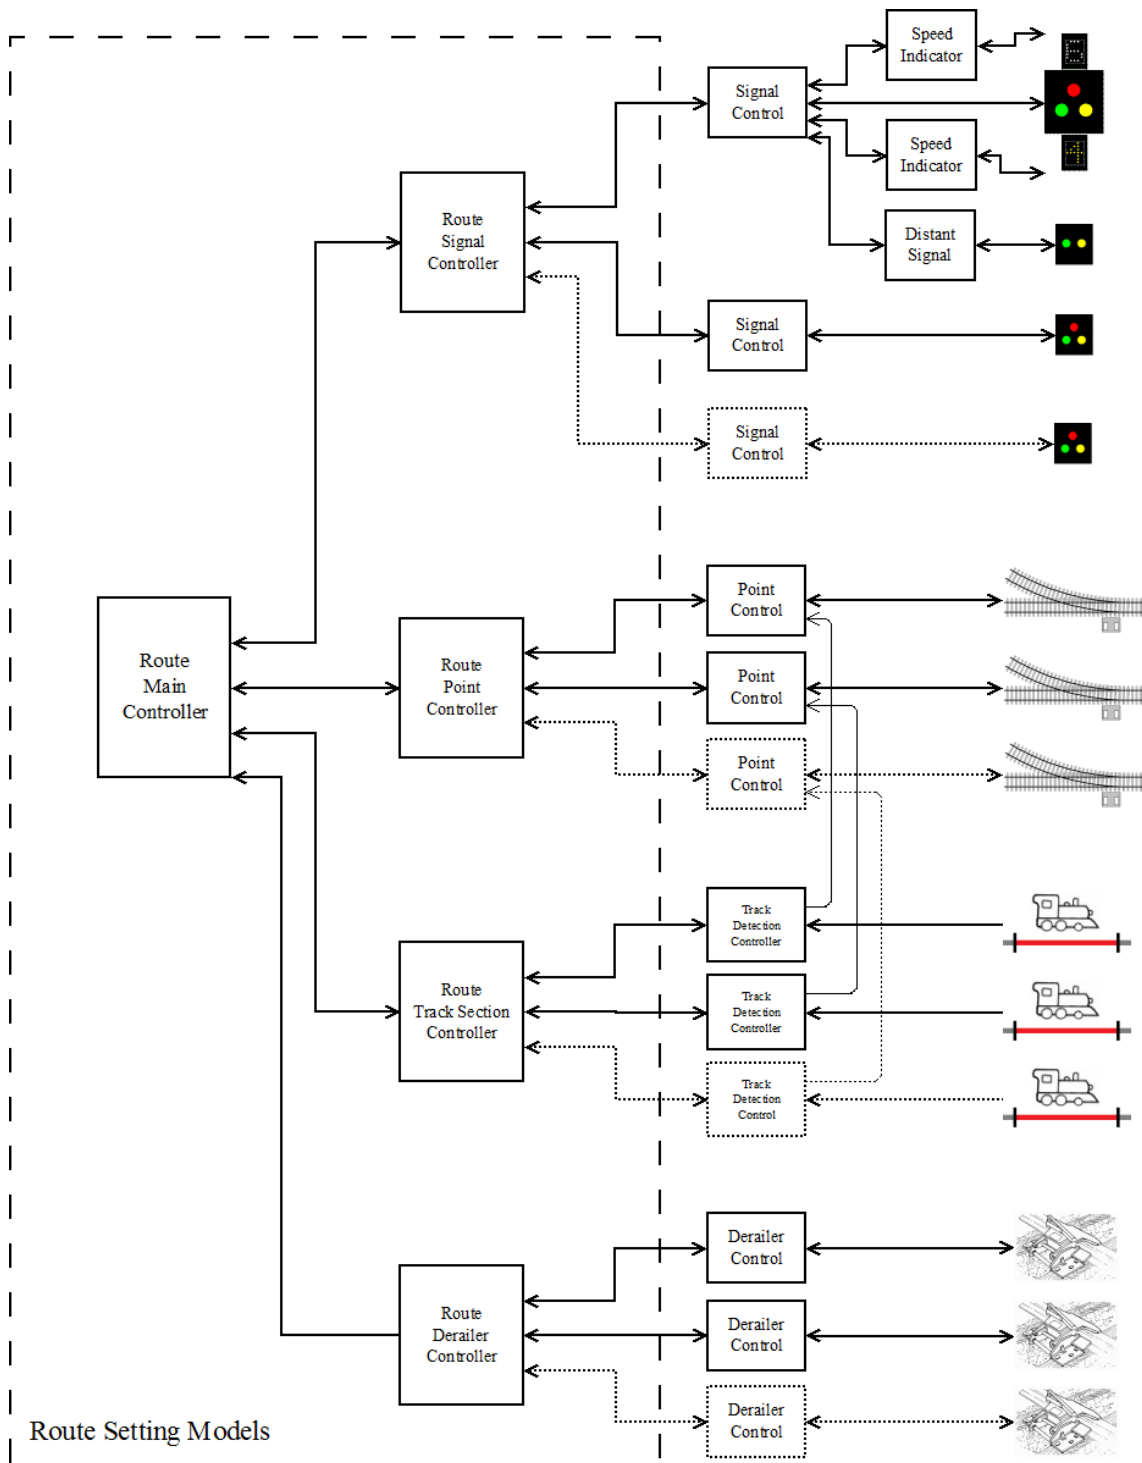 Speed
Indicator
Signal
Control
Speed
Indicator
4
Route
Signal
Controller
Distant
Signal
Signal
Control
Signal
Control
Route
Main
Controller
Point
Control
Route
Point
Controller
Point
Control
Point
Control
Track
Detection
Controller
Route
Track Section
Controller
Track
Detection
Controller
Track
Detection
Control
Derailer
Control
Route
Derailer
Controller
Derailer
Control
Derailer
Control
Route Setting Models